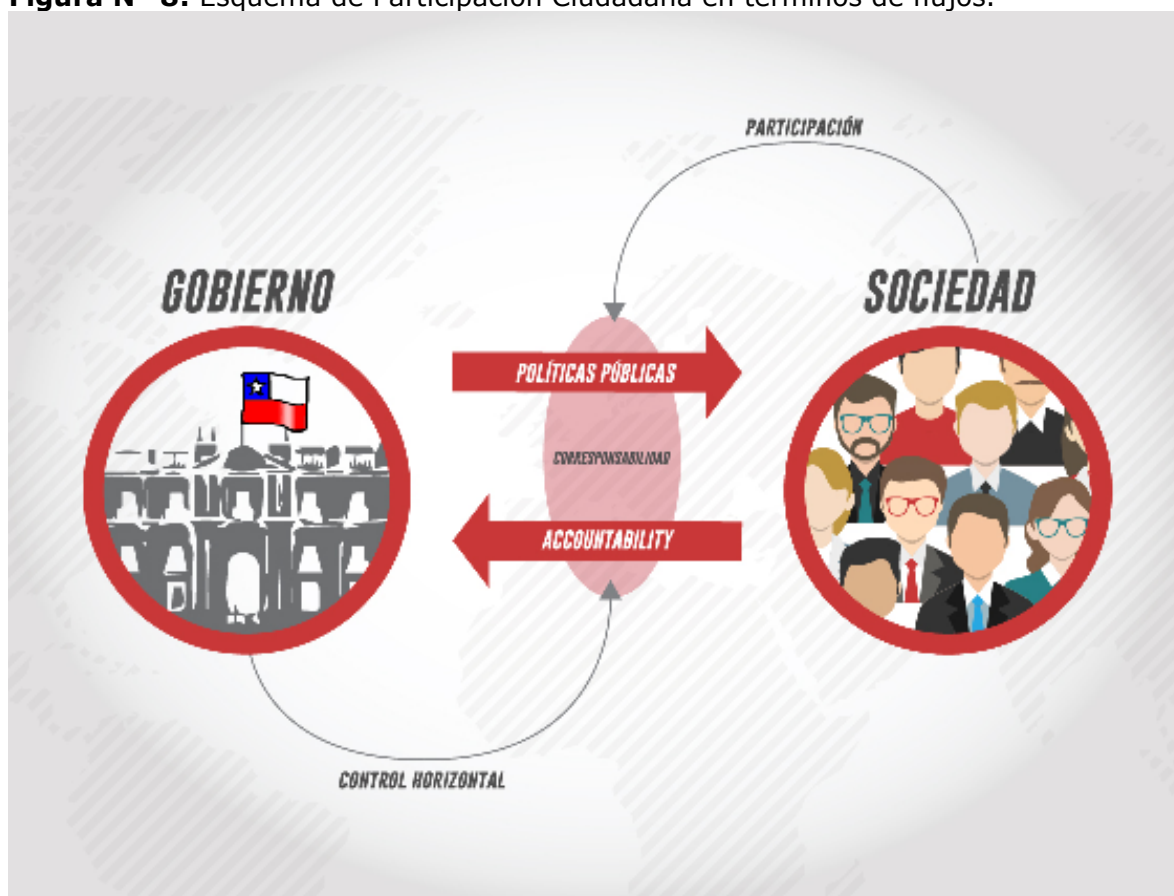 Figura N° 8: Esquema de Participación Ciudadana en términos de flujos.
PARTICIPACIÓN
GOBIERNO
SOCIEDAD
POLÍTICAS PÚBLICAS
CORRESPONSABILIDAD
ACCOUNTABILITY
CONTROL HORIZONTAL